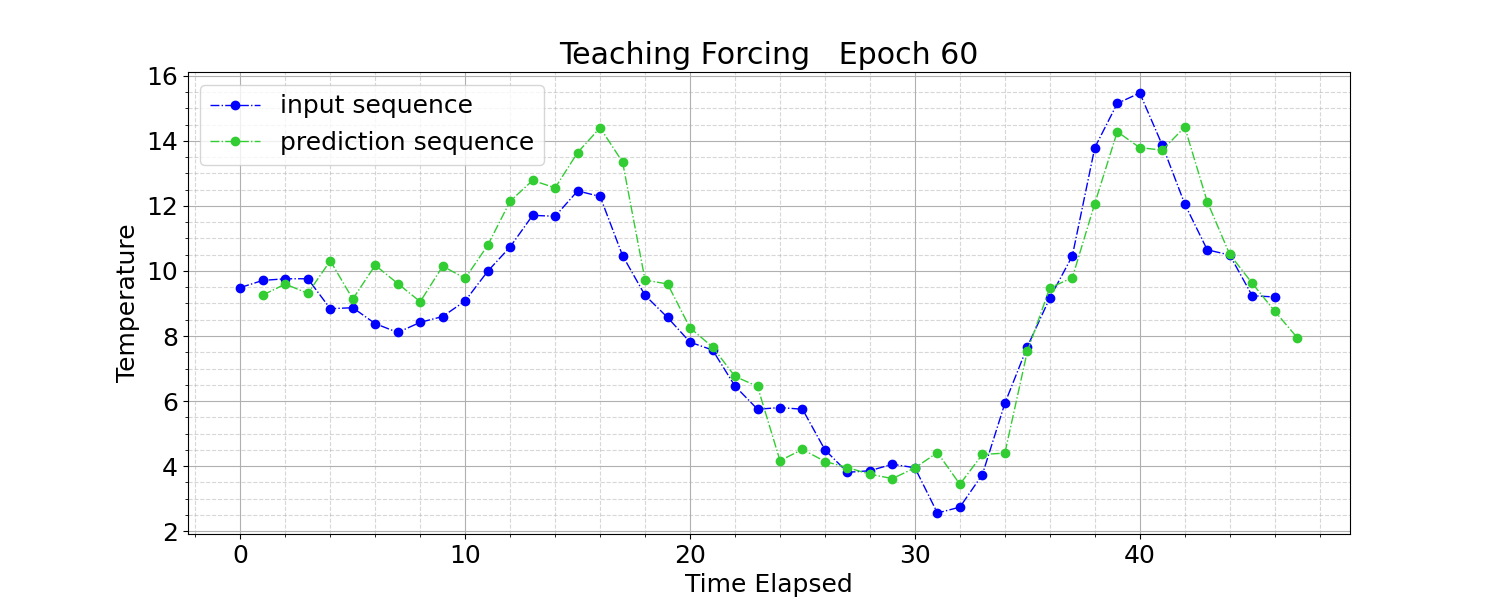 Teaching Forcing   Epoch 60
input sequence
prediction sequence
16
14
12
10
8
6
4
2
Temperature
0 10 20 30 40
Time Elapsed